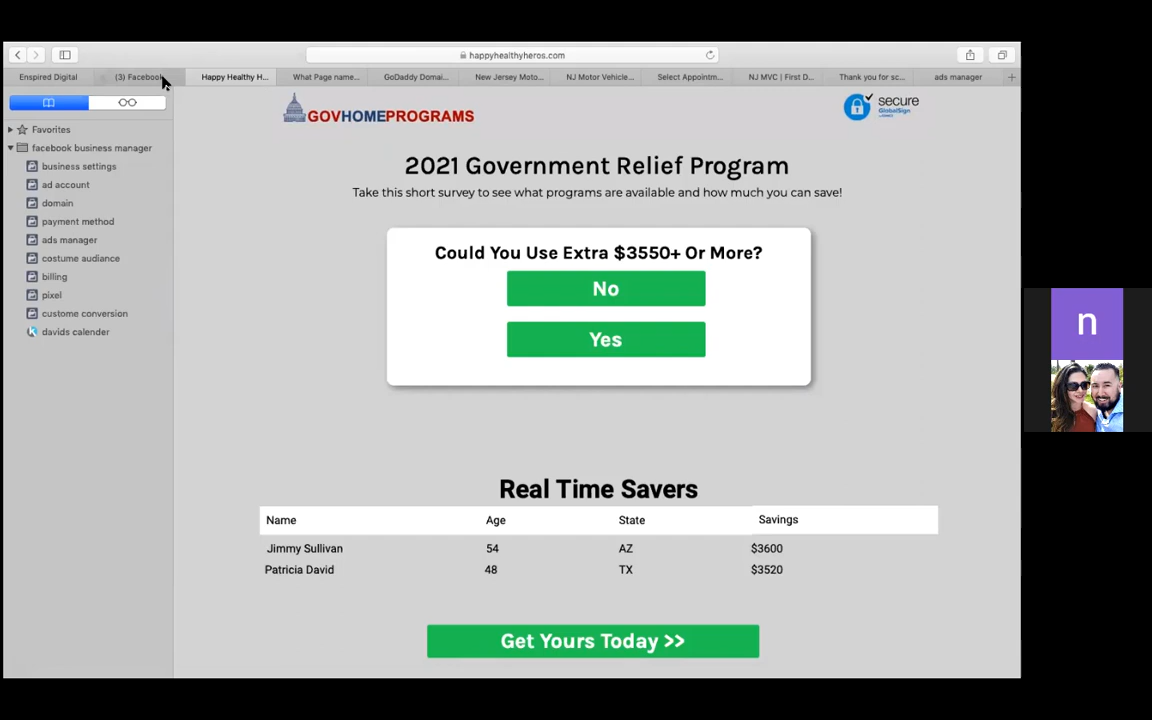 happyhealthyheros.com
Enspired Digital
(3) Facebook
Happy Healthy H...
What Page name...
GoDaddy Domai...
New Jersey Moto...
NJ Motor Vehicle...
Select Appointm...
NJ MVC | First D...
Thank you for sc...
ads manager
Favorites
facebook business manager
business settings
ad account
domain
payment method
ads manager
costume audiance
billing
pixel
custome conversion
davids calender
GOVHOMEPROGRAMS
secure
GlobalSign
2021 Government Relief Program
Take this short survey to see what programs are available and how much you can save!
Could You Use Extra $3550+ Or More?
No
Yes
Real Time Savers
Name Age State Savings
Jimmy Sullivan 54 AZ $3600
Patricia David 48 TX $3520
Get Yours Today >>
n